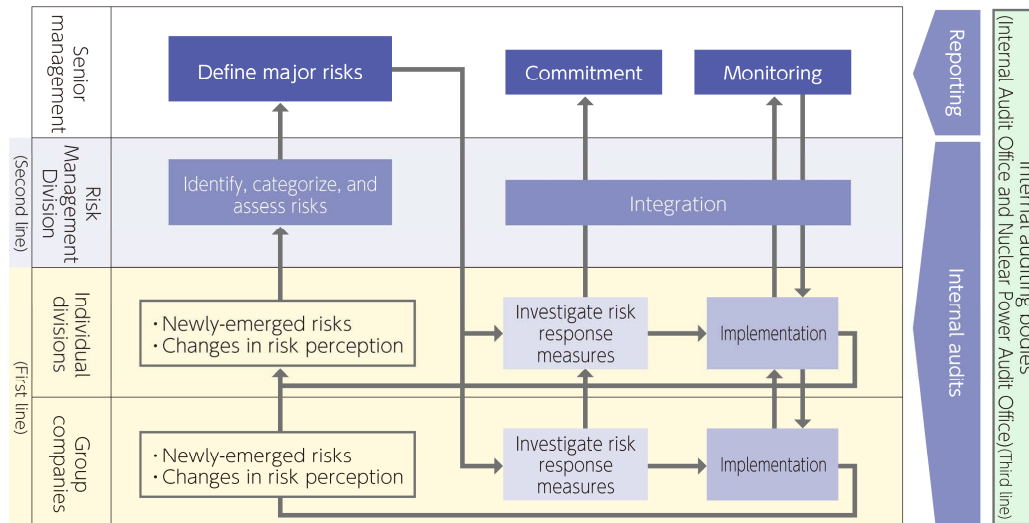 Senior
management
Define major risks
Commitment
Monitoring
Reporting
Risk
Management
Division
(Second line)
Identify, categorize, and
assess risks
Integration
Individual
divisions
(First line)
・Newly-emerged risks
・Changes in risk perception
Investigate risk
response
measures
Implementation
Internal audits
Group
companies
・Newly-emerged risks
・Changes in risk perception
Investigate risk
response
measures
Implementation
Internal auditing bodies
(Internal Audit Office and Nuclear Power Audit Office)(Third line)